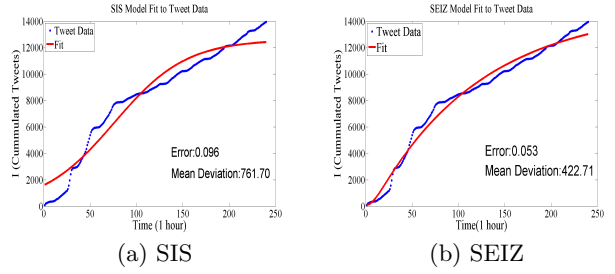 SIS Model Fit to Tweet Data
Tweet Data
Fit
I (Cummulated Tweets)
14000
12000
10000
8000
6000
4000
2000
0
Error:0.096
Mean Deviation:761.70
0 50 100 150 200 250
Time (1 hour)
(a) SIS
SEIZ Model Fit to Tweet Data
Tweet Data
Fit
I (Cummulated Tweets)
14000
12000
10000
8000
6000
4000
2000
0
Error:0.053
Mean Deviation:422.71
0 50 100 150 200 250
Time (1 hour)
(b) SEIZ